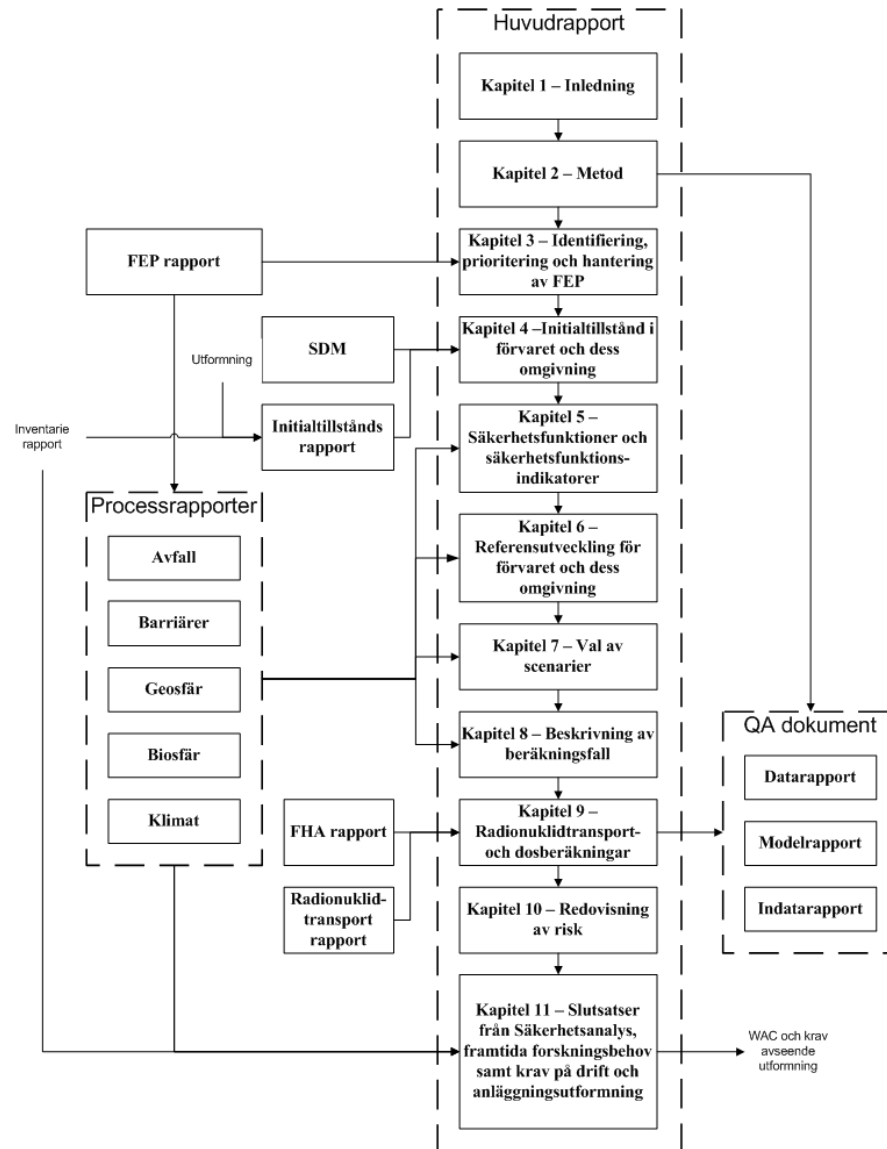 Huvudrapport
Kapitel 1 – Inledning
Kapitel 2 – Metod
FEP rapport
Kapitel 3 – Identifiering,
prioritering och hantering
av FEP
SDM
Kapitel 4 –Initialtillstånd i
förvaret och dess
omgivning
Utformning
Inventarie
rapport
Initialtillstånds
rapport
Kapitel 5 –
Säkerhetsfunktioner och
säkerhetsfunktions-
indikatorer
Processrapporter
Avfall
Barriärer
Geosfär
Biosfär
Klimat
Kapitel 6 –
Referensutveckling för
förvaret och dess
omgivning
Kapitel 7 – Val av
scenarier
Kapitel 8 – Beskrivning av
beräkningsfall
FHA rapport
Radionuklid-
transport
rapport
Kapitel 9 –
Radionuklidtransport-
och dosberäkningar
QA dokument
Datarapport
Modelrapport
Indatarapport
Kapitel 10 – Redovisning
av risk
Kapitel 11 – Slutsatser
från Säkerhetsanalys,
framtida forskningsbehov
samt krav på drift och
anläggningsutformning
WAC och krav
avseende
utformning